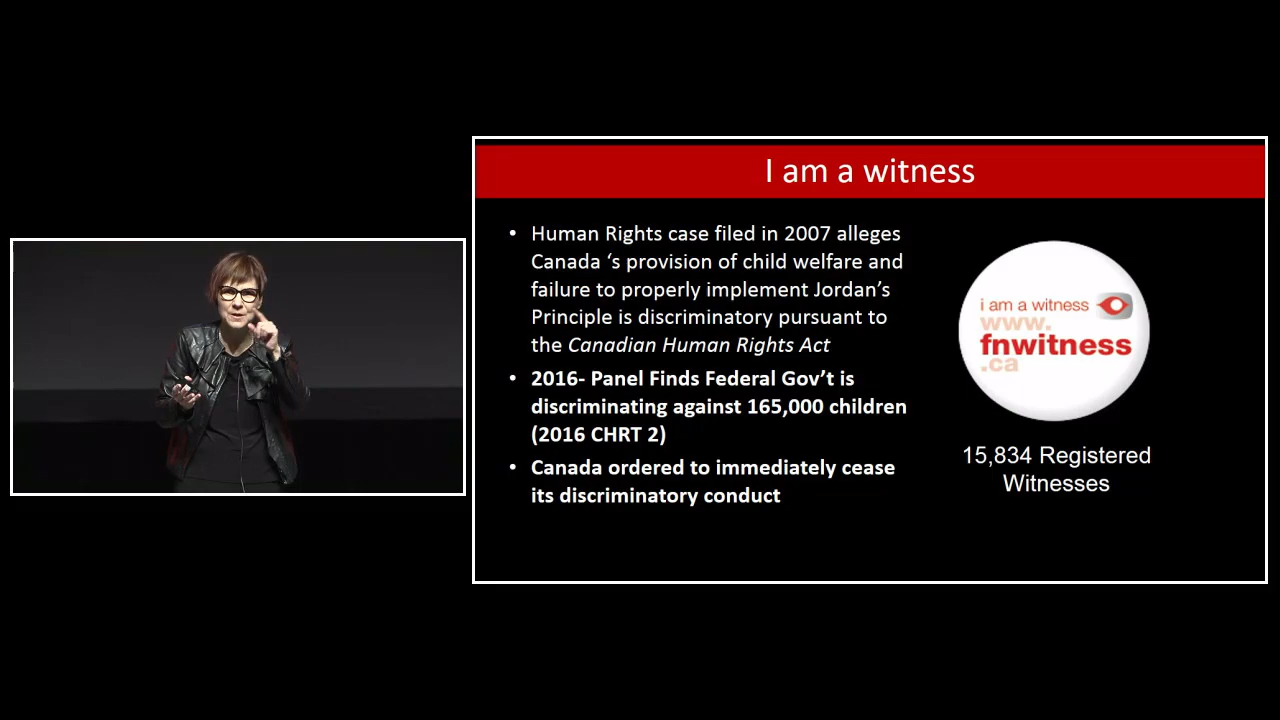 I am a witness
• Human Rights case filed in 2007 alleges
Canada ‘s provision of child welfare and
failure to properly implement Jordan’s
Principle is discriminatory pursuant to
the Canadian Human Rights Act
• 2016- Panel Finds Federal Gov’t is
discriminating against 165,000 children
(2016 CHRT 2)
• Canada ordered to immediately cease
its discriminatory conduct
i am a witness
www.
fnwitness
.ca
15,834 Registered
Witnesses